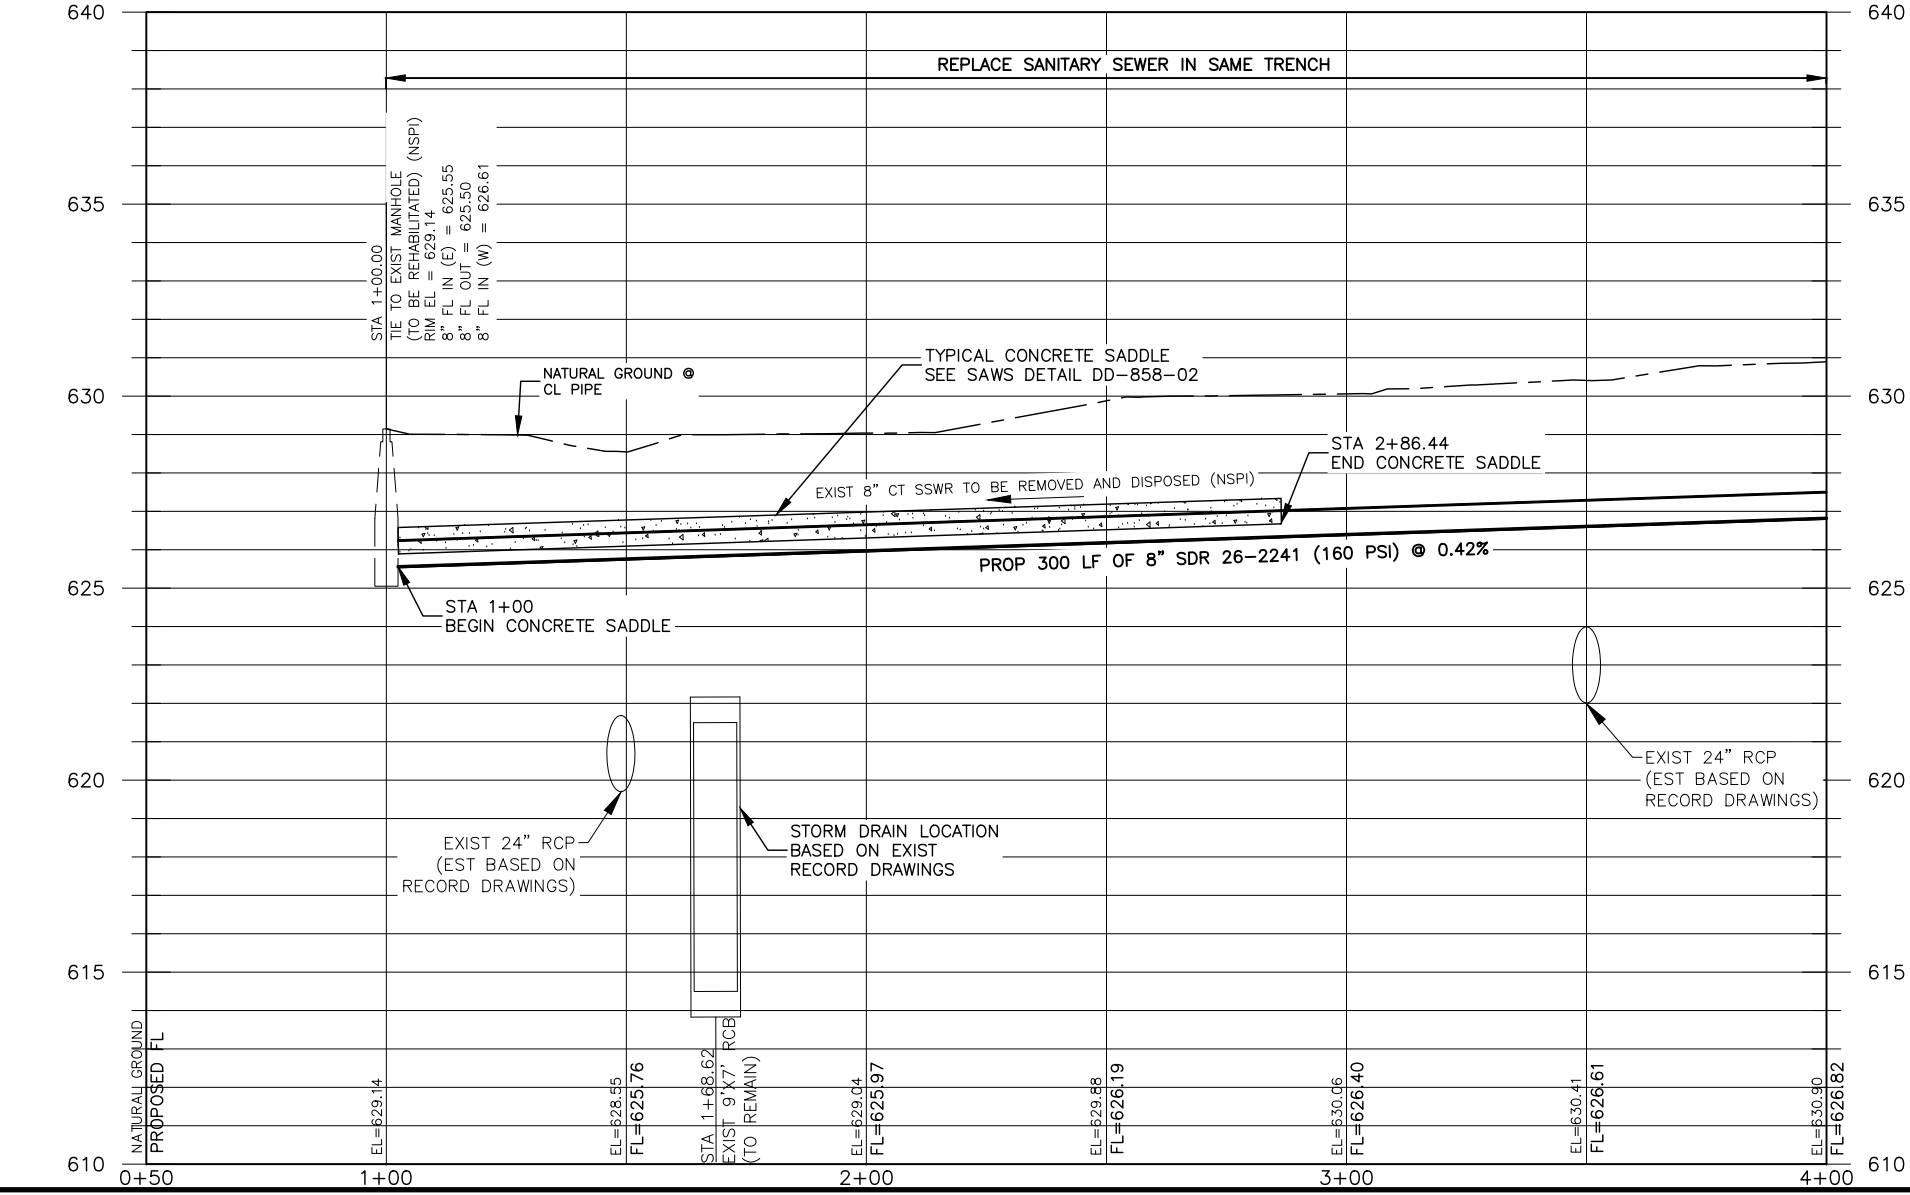 640
640
REPLACE SANITARY SEWER IN SAME TRENCH
STA 1+00.00
TIE TO EXIST MANHOLE
(TO BE REHABILITATED) (NSPI)
RIM EL = 629.14
8" FL IN (E) = 625.55
8" FL OUT = 625.50
8" FL IN (W) = 626.61
635
635
TYPICAL CONCRETE SADDLE
SEE SAWS DETAIL DD-858-02
NATURAL GROUND @
CL PIPE
630
630
STA 2+86.44
END CONCRETE SADDLE
EXIST 8" CT SSWR TO BE REMOVED AND DISPOSED (NSPI)
PROP 300 LF OF 8" SDR 26-2241 (160 PSI) @ 0.42%
625
625
STA 1+00
BEGIN CONCRETE SADDLE
EXIST 24" RCP
(EST BASED ON
RECORD DRAWINGS)
620
620
STORM DRAIN LOCATION
BASED ON EXIST
RECORD DRAWINGS
EXIST 24" RCP
(EST BASED ON
RECORD DRAWINGS)
615
615
NATURAL GROUND
PROPOSED FL
EL=629.14
EL=628.55
FL=625.76
STA 1+68.62
EXIST 9'X7' RCB
(TO REMAIN)
EL=629.04
FL=625.97
EL=629.88
FL=626.19
EL=630.06
FL=626.40
EL=630.41
FL=626.61
EL=630.90
FL=626.82
610
610
0+50
1+00
2+00
3+00
4+00